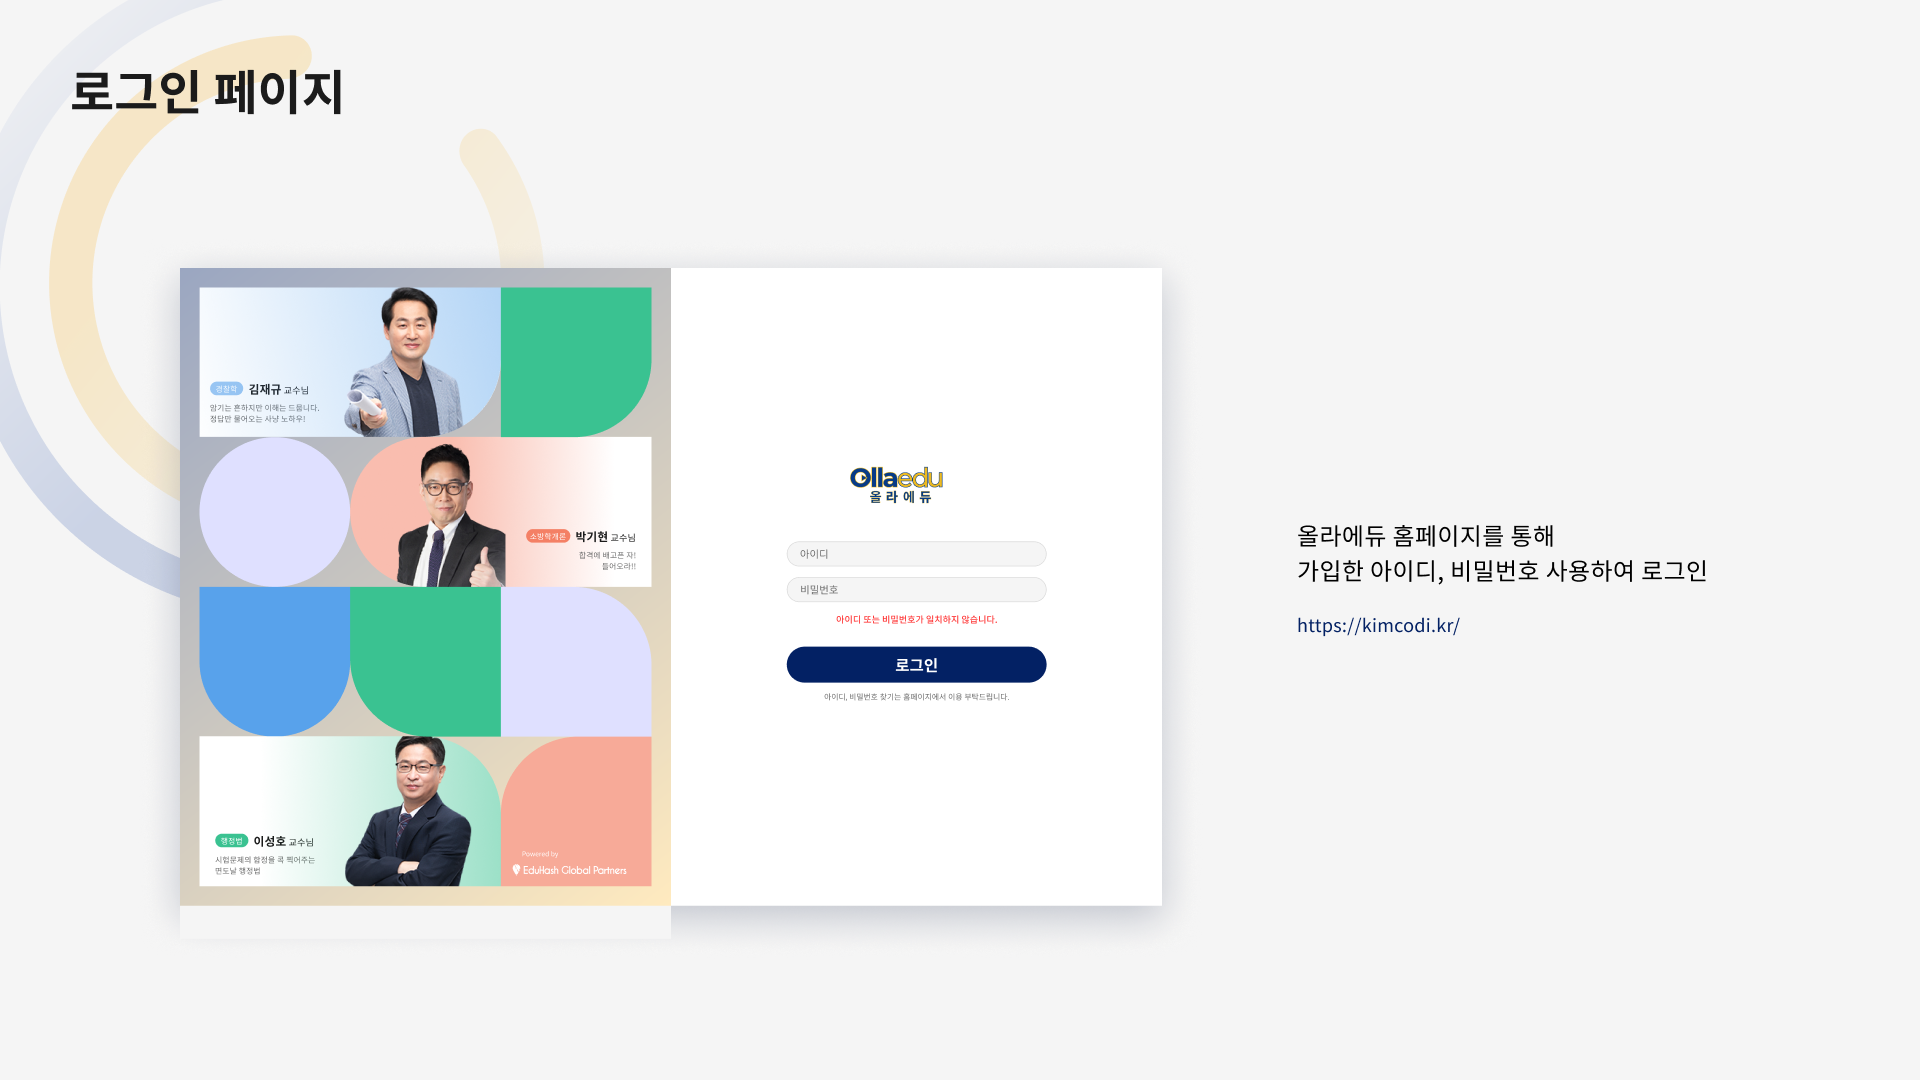 로그인 페이지
경찰학 김재규 교수님
암기는 흔하지만 이해는 드뭅니다.
정답만 물어오는 사냥 노하우!
소방학개론 박기현 교수님
합격에 배고픈 자!
들어오라!!
행정법 이성호 교수님
시험문제의 함정을 콕 찍어주는
면도날 행정법
Powered by
EduHash Global Partners
Ollaedu
올라에듀
아이디
비밀번호
아이디 또는 비밀번호가 일치하지 않습니다.
로그인
아이디, 비밀번호 찾기는 홈페이지에서 이용 부탁드립니다.
올라에듀 홈페이지를 통해
가입한 아이디, 비밀번호 사용하여 로그인
https://kimcodi.kr/